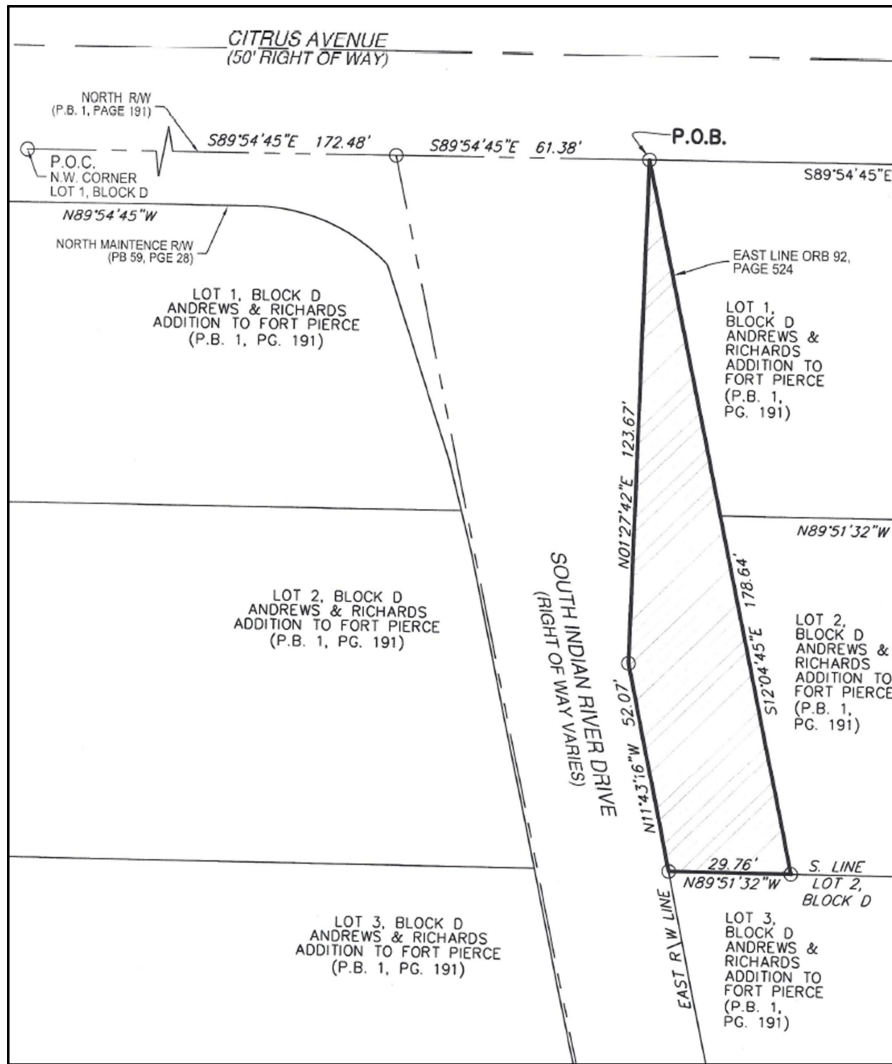 CITRUS AVENUE
(50' RIGHT OF WAY)
NORTH R/W
(P.B. 1, PAGE 191)
S89°54'45"E 172.48'
S89°54'45"E 61.38'
P.O.B.
P.O.C.
N.W. CORNER
LOT 1, BLOCK D
S89°54'45"E
N89°54'45"W
NORTH MAINTENCE R/W
(PB 59, PGE 28)
EAST LINE ORB 92,
PAGE 524
LOT 1, BLOCK D
ANDREWS & RICHARDS
ADDITION TO FORT PIERCE
(P.B. 1, PG. 191)
LOT 1,
BLOCK D
ANDREWS &
RICHARDS
ADDITION TO
FORT PIERCE
(P.B. 1,
PG. 191)
N01°27'42"E 123.67'
N89°51'32"W
SOUTH INDIAN RIVER DRIVE
(RIGHT OF WAY VARIES)
S12°04'45"E 178.64'
LOT 2, BLOCK D
ANDREWS & RICHARDS
ADDITION TO FORT PIERCE
(P.B. 1, PG. 191)
LOT 2,
BLOCK D
ANDREWS &
RICHARDS
ADDITION TO
FORT PIERCE
(P.B. 1,
PG. 191)
N11°43'16"W 52.07'
29.76'
N89°51'32"W
S. LINE
LOT 2,
BLOCK D
LOT 3, BLOCK D
ANDREWS & RICHARDS
ADDITION TO FORT PIERCE
(P.B. 1, PG. 191)
EAST R\W LINE
LOT 3,
BLOCK D
ANDREWS &
RICHARDS
ADDITION TO
FORT PIERCE
(P.B. 1,
PG. 191)